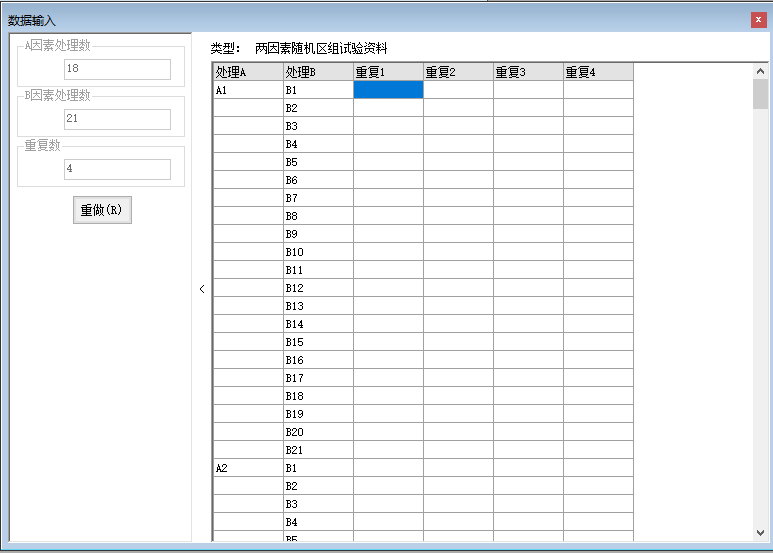 数据输入
A因素处理数
18
B因素处理数
21
重复数
4
重做(R)
<
类型： 两因素随机区组试验资料
处理A 处理B 重复1 重复2 重复3 重复4
A1 B1
B2
B3
B4
B5
B6
B7
B8
B9
B10
B11
B12
B13
B14
B15
B16
B17
B18
B19
B20
B21
A2 B1
B2
B3
B4
B5